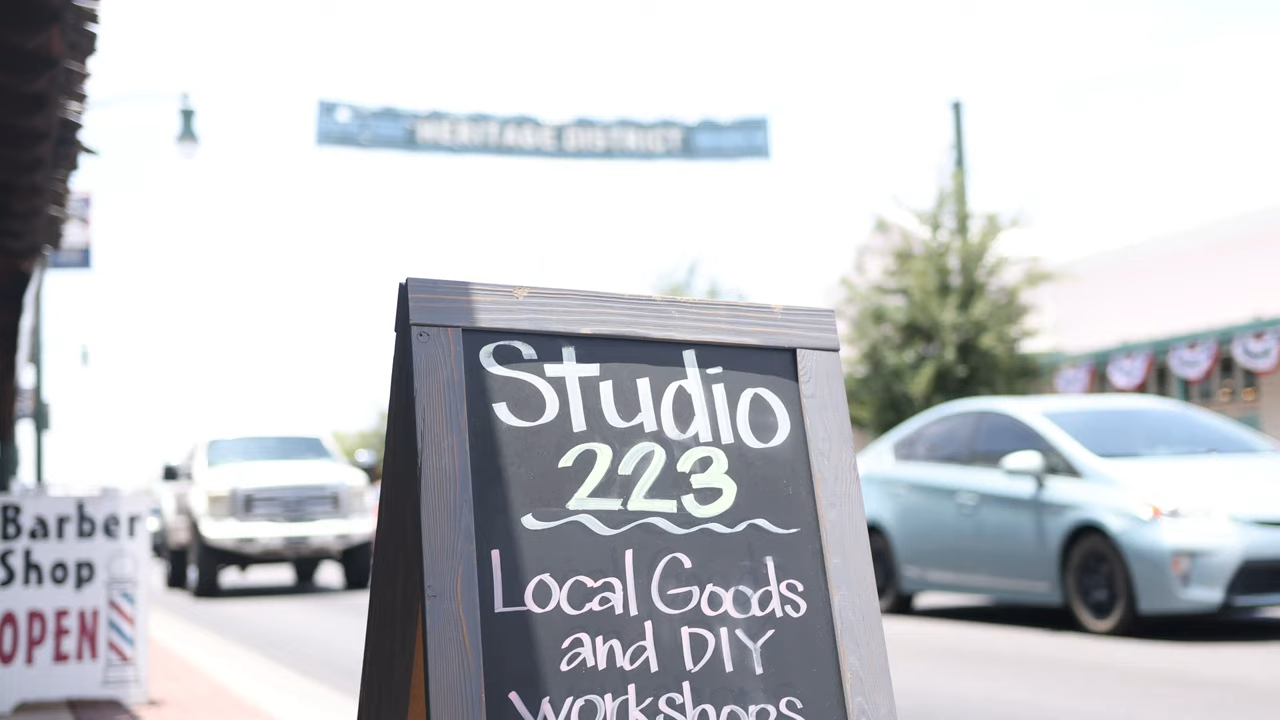 HERITAGE DISTRICT
Studio
223
Local Goods
and DIY
workshops
Barber
Shop
OPEN